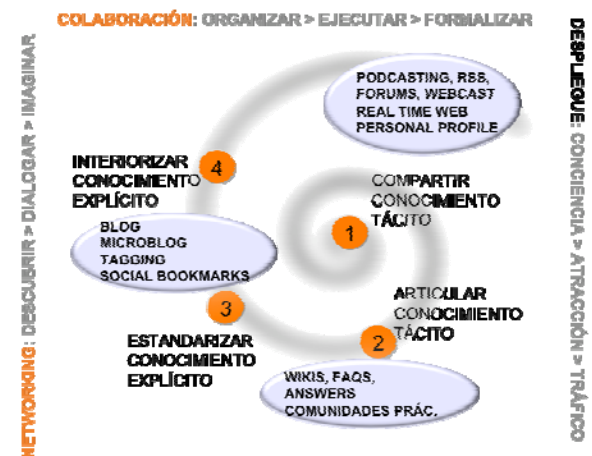 COLABORACIÓN: ORGANIZAR > EJECUTAR > FORMALIZAR
NETWORKING: DESCUBRIR > DIALOGAR > IMAGINAR
DESPLIEGUE: CONCIENCIA > ATRACCIÓN > TRÁFICO
PODCASTING, RSS,
FORUMS, WEBCAST
REAL TIME WEB
PERSONAL PROFILE
INTERIORIZAR
CONOCIMIENTO
EXPLÍCITO
4
COMPARTIR
CONOCIMIENTO
TÁCITO
1
BLOG
MICROBLOG
TAGGING
SOCIAL BOOKMARKS
3
ESTANDARIZAR
CONOCIMIENTO
EXPLÍCITO
ARTICULAR
CONOCIMIENTO
TÁCITO
2
WIKIS, FAQS,
ANSWERS
COMUNIDADES PRÁC.